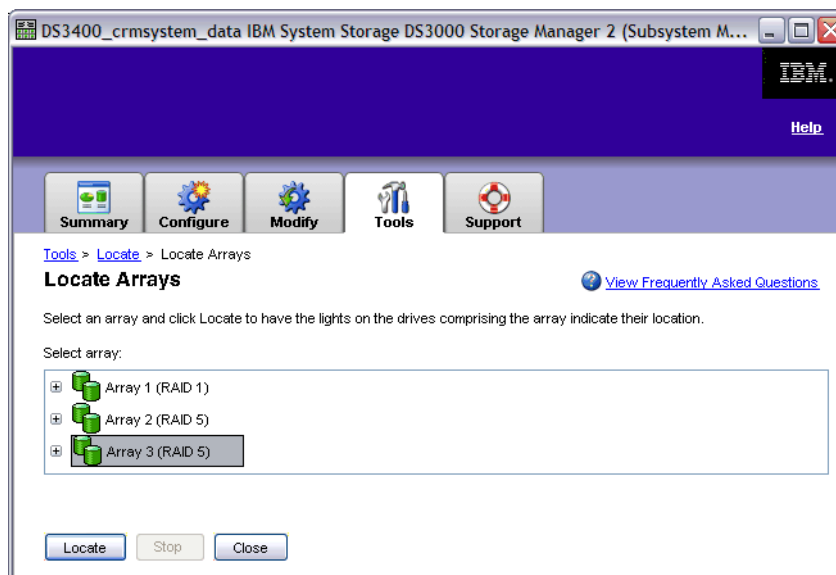 DS3400_crmsystem_data IBM System Storage DS3000 Storage Manager 2 (Subsystem M...
IBM.
Help
Summary
Configure
Modify
Tools
Support
Tools > Locate > Locate Arrays
Locate Arrays
View Frequently Asked Questions
Select an array and click Locate to have the lights on the drives comprising the array indicate their location.
Select array:
Array 1 (RAID 1)
Array 2 (RAID 5)
Array 3 (RAID 5)
Locate
Stop
Close